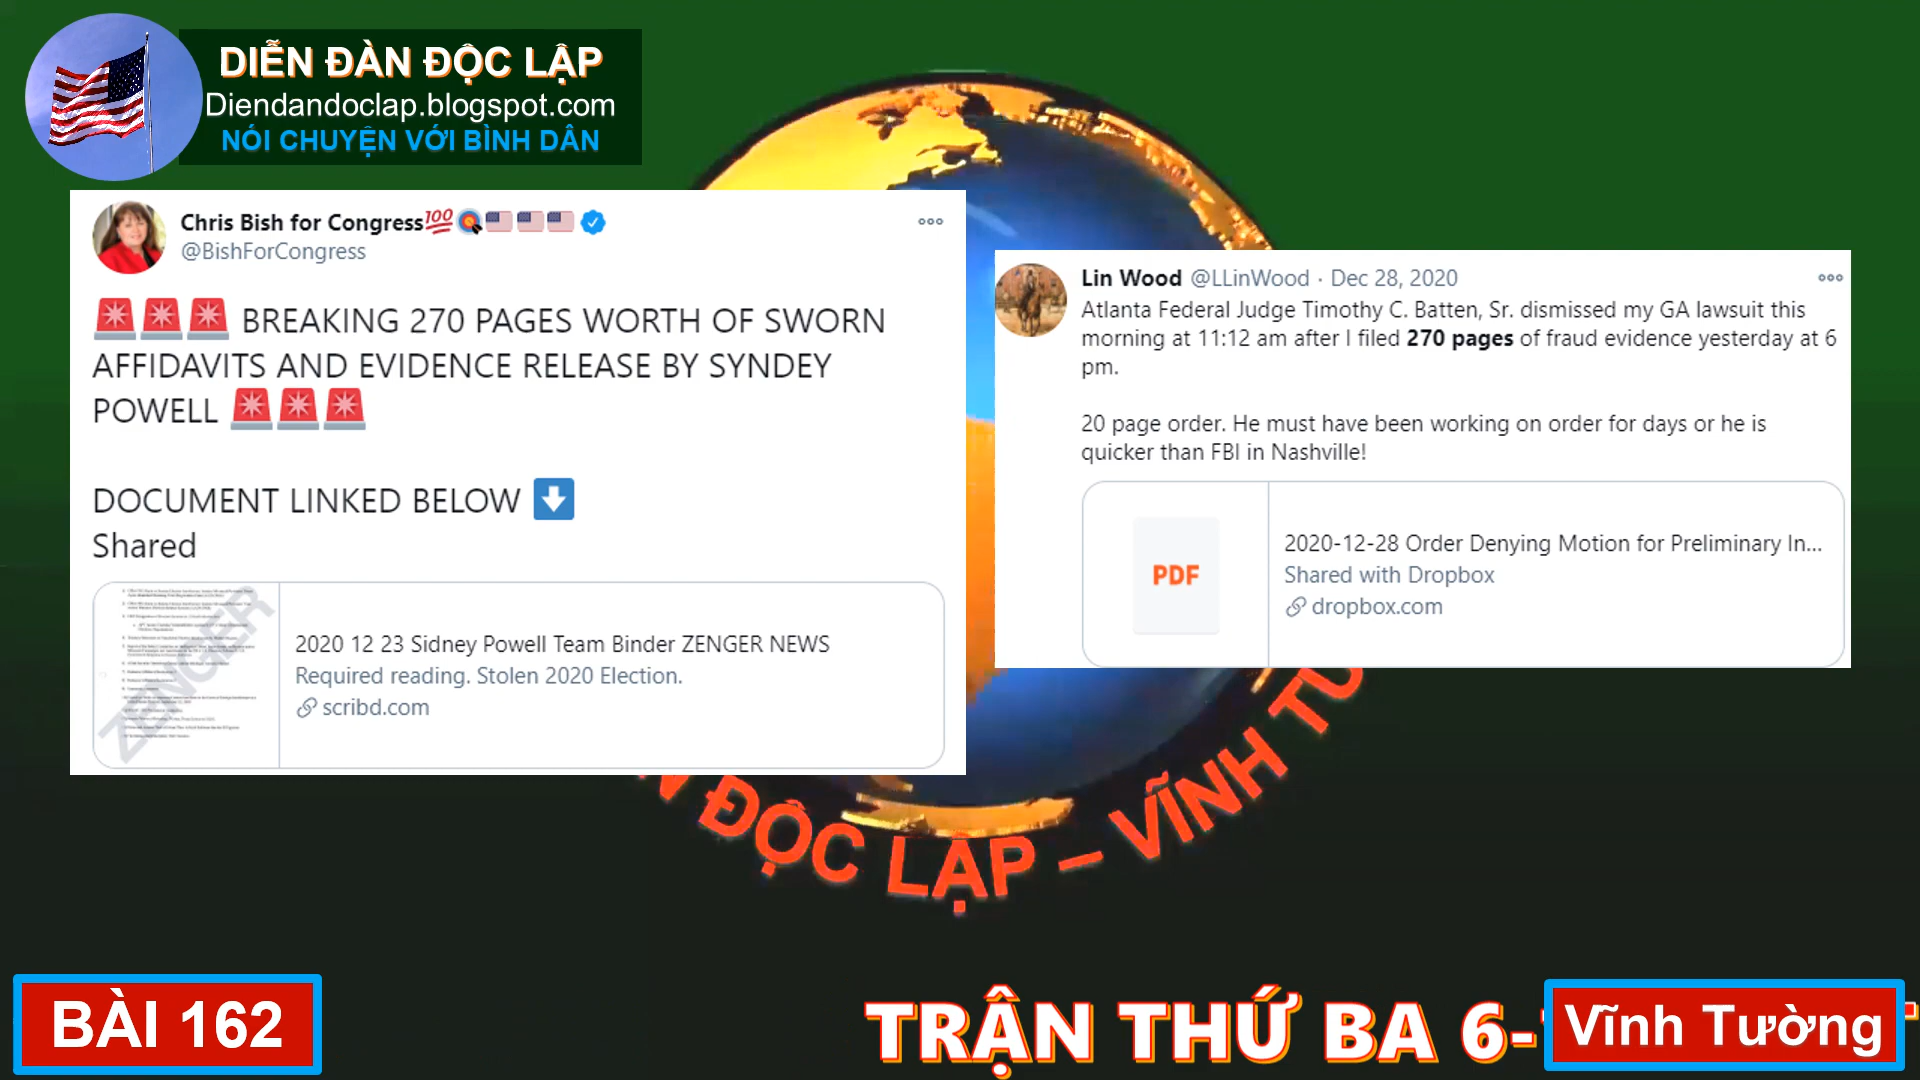 DIỄN ĐÀN ĐỘC LẬP
Diendandoclap.blogspot.com
NÓI CHUYỆN VỚI BÌNH DÂN
Chris Bish for Congress
@BishForCongress
BREAKING 270 PAGES WORTH OF SWORN
AFFIDAVITS AND EVIDENCE RELEASE BY SYNDEY
POWELL
DOCUMENT LINKED BELOW
Shared
ZENGER
2020 12 23 Sidney Powell Team Binder ZENGER NEWS
Required reading. Stolen 2020 Election.
scribd.com
Lin Wood @LLinWood · Dec 28, 2020
Atlanta Federal Judge Timothy C. Batten, Sr. dismissed my GA lawsuit this
morning at 11:12 am after I filed 270 pages of fraud evidence yesterday at 6
pm.
20 page order. He must have been working on order for days or he is
quicker than FBI in Nashville!
PDF
2020-12-28 Order Denying Motion for Preliminary In...
Shared with Dropbox
dropbox.com
ĐỘC LẬP – VĨNH
BÀI 162
TRẬN THỨ BA 6-
Vĩnh Tường